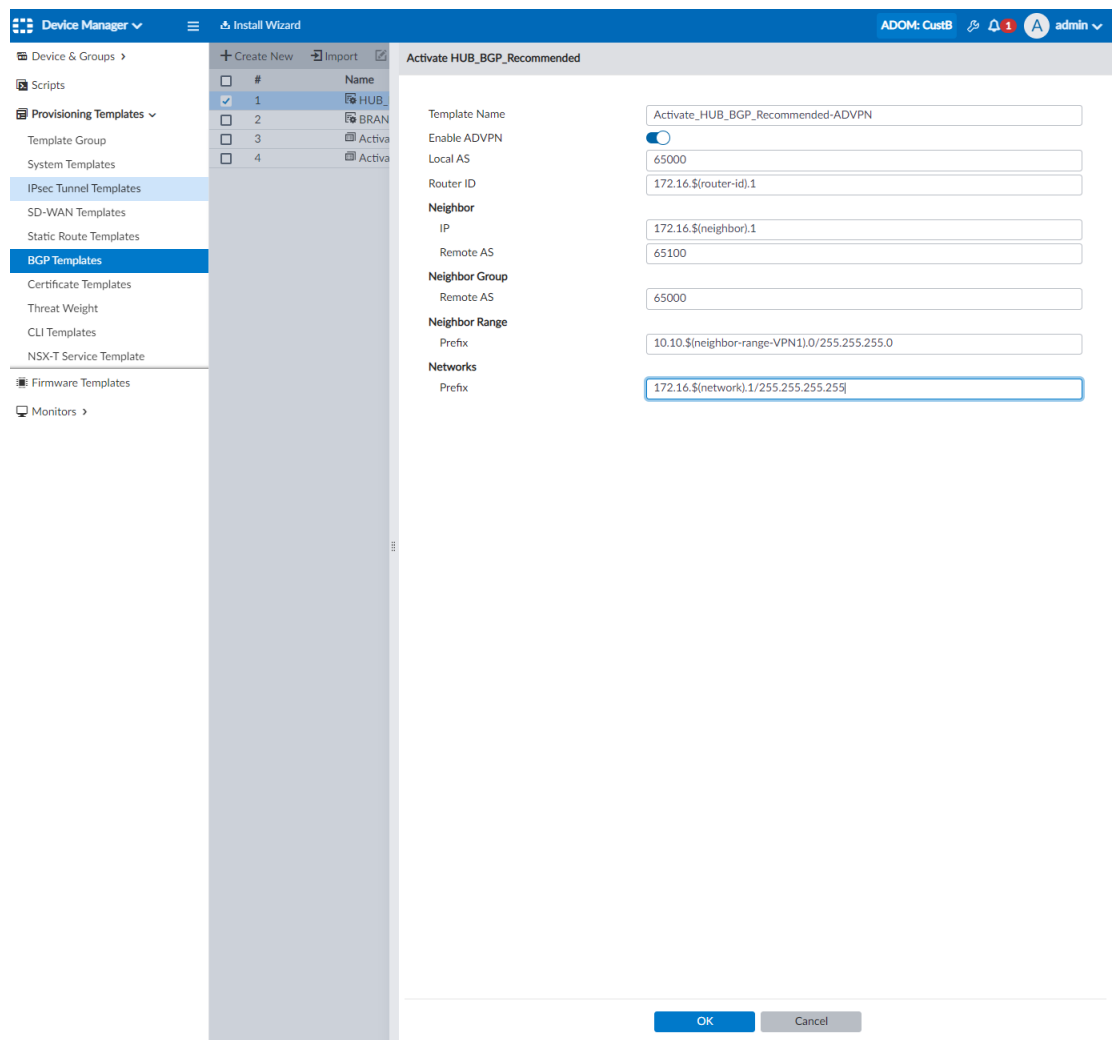 Device Manager
Install Wizard
ADOM: CustB
1
A
admin
Device & Groups
Scripts
Provisioning Templates
Template Group
System Templates
IPsec Tunnel Templates
SD-WAN Templates
Static Route Templates
BGP Templates
Certificate Templates
Threat Weight
CLI Templates
NSX-T Service Template
Firmware Templates
Monitors
Create New
Import
# Name
1 HUB_
2 BRAN
3 Activa
4 Activa
Activate HUB_BGP_Recommended
Template Name Activate_HUB_BGP_Recommended-ADVPN
Enable ADVPN
Local AS 65000
Router ID 172.16.$(router-id).1
Neighbor
IP 172.16.$(neighbor).1
Remote AS 65100
Neighbor Group
Remote AS 65000
Neighbor Range
Prefix 10.10.$(neighbor-range-VPN1).0/255.255.255.0
Networks
Prefix 172.16.$(network).1/255.255.255.255
OK Cancel